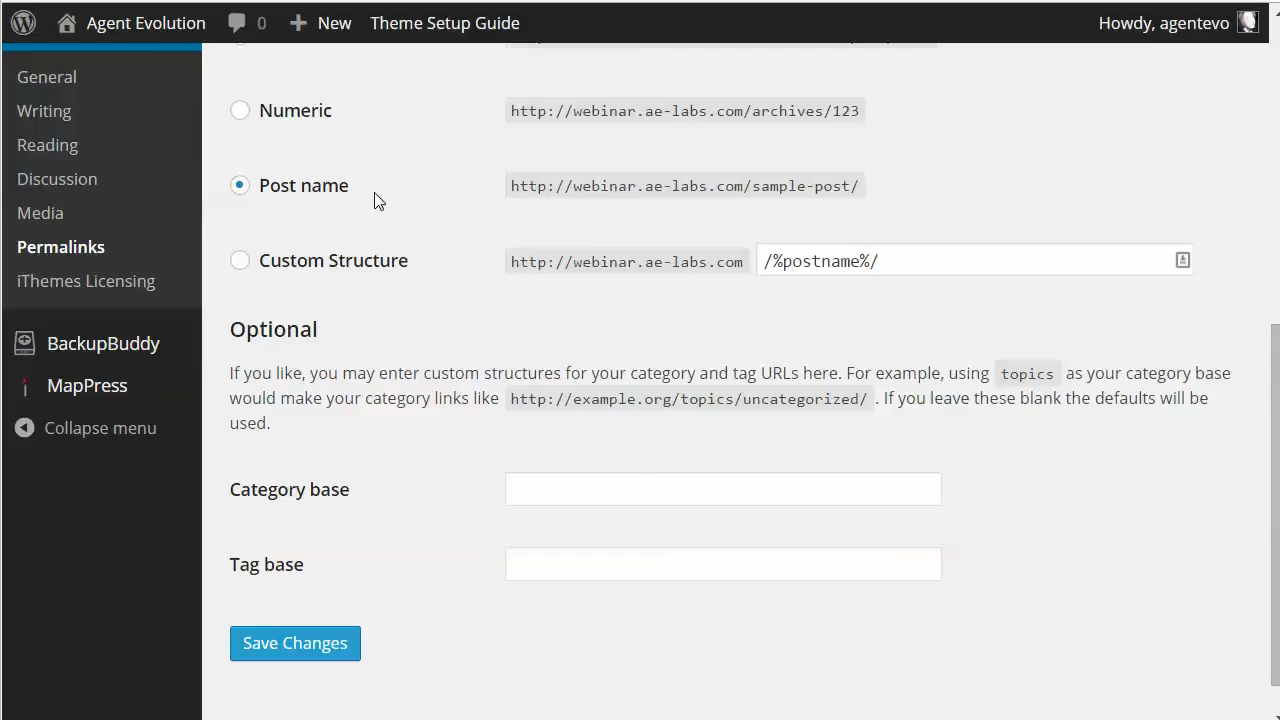 Agent Evolution 0 New Theme Setup Guide Howdy, agentevo
General
Writing
Reading
Discussion
Media
Permalinks
iThemes Licensing
BackupBuddy
MapPress
Collapse menu
Numeric http://webinar.ae-labs.com/archives/123
Post name http://webinar.ae-labs.com/sample-post/
Custom Structure http://webinar.ae-labs.com /%postname%/
Optional
If you like, you may enter custom structures for your category and tag URLs here. For example, using topics as your category base
would make your category links like http://example.org/topics/uncategorized/ . If you leave these blank the defaults will be
used.
Category base
Tag base
Save Changes